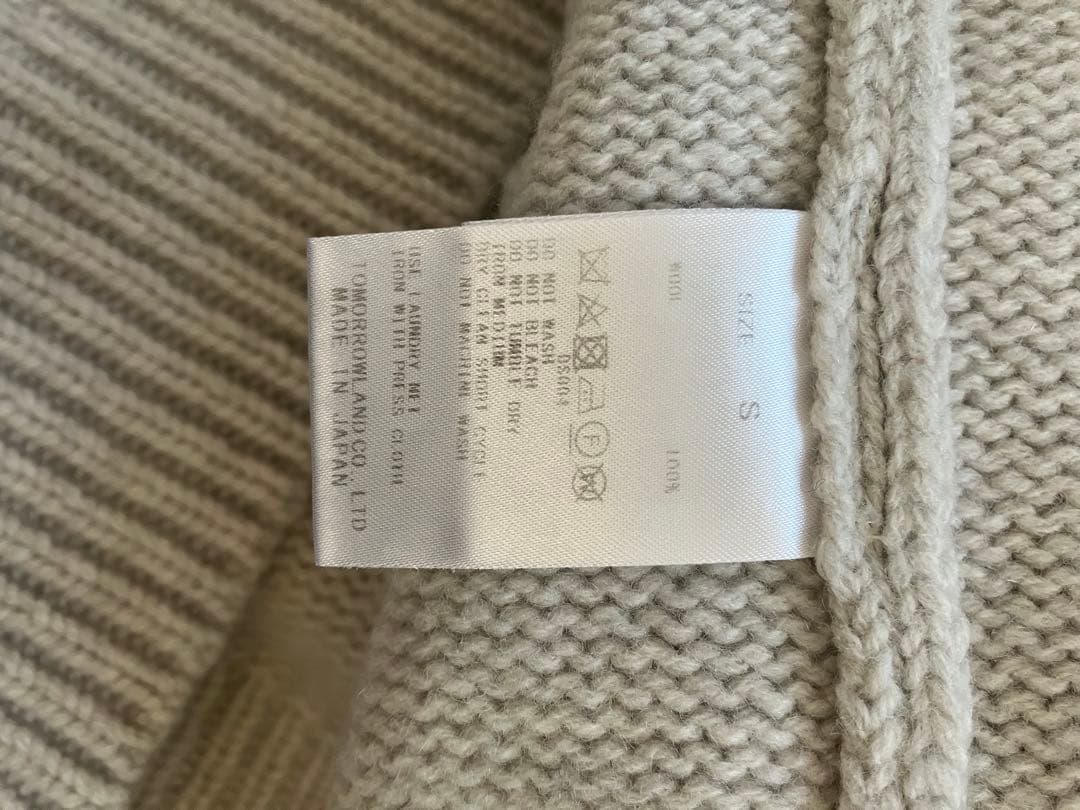 SIZE S
WOOL 100%
DO NOT WASH
DO NOT BLEACH
DO NOT TUMBLE DRY
IRON MEDIUM
DRY CLEAN SHORT CYCLE
DO NOT MACHINE WASH
USE LAUNDRY NET
IRON WITH PRESS CLOTH
TOMORROWLAND CO., LTD
MADE IN JAPAN